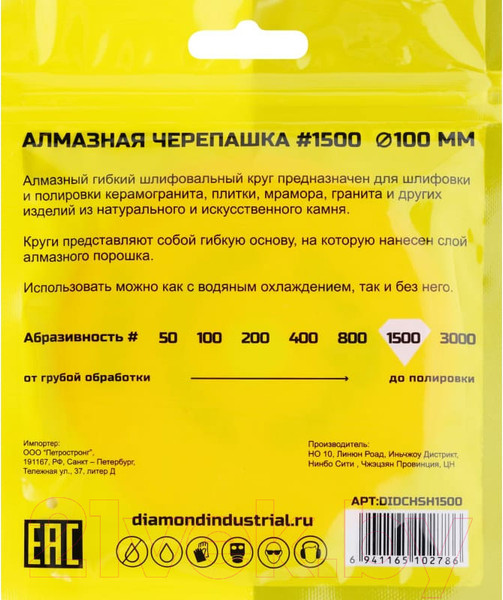 АЛМАЗНАЯ ЧЕРЕПАШКА #1500 Ø100 ММ
Алмазный гибкий шлифовальный круг предназначен для шлифовки
и полировки керамогранита, плитки, мрамора, гранита и других
изделий из натурального и искусственного камня.
Круги представляют собой гибкую основу, на которую нанесен слой
алмазного порошка.
Использовать можно как с водяным охлаждением, так и без него.
Абразивность # 50 100 200 400 800 1500 3000
от грубой обработки до полировки
Импортер:
ООО "Петростронг",
191167, РФ, Санкт – Петербург,
Тележная ул., 37, литер Д
Производитель:
НО 10, Линюн Роад, Иньчжоу Дистрикт,
Нинбо Сити , Чжэцзян Провинция, ЦН
АРТ:DIDCHSH1500
EAC
diamondindustrial.ru
6 941165 102786
21vek.by